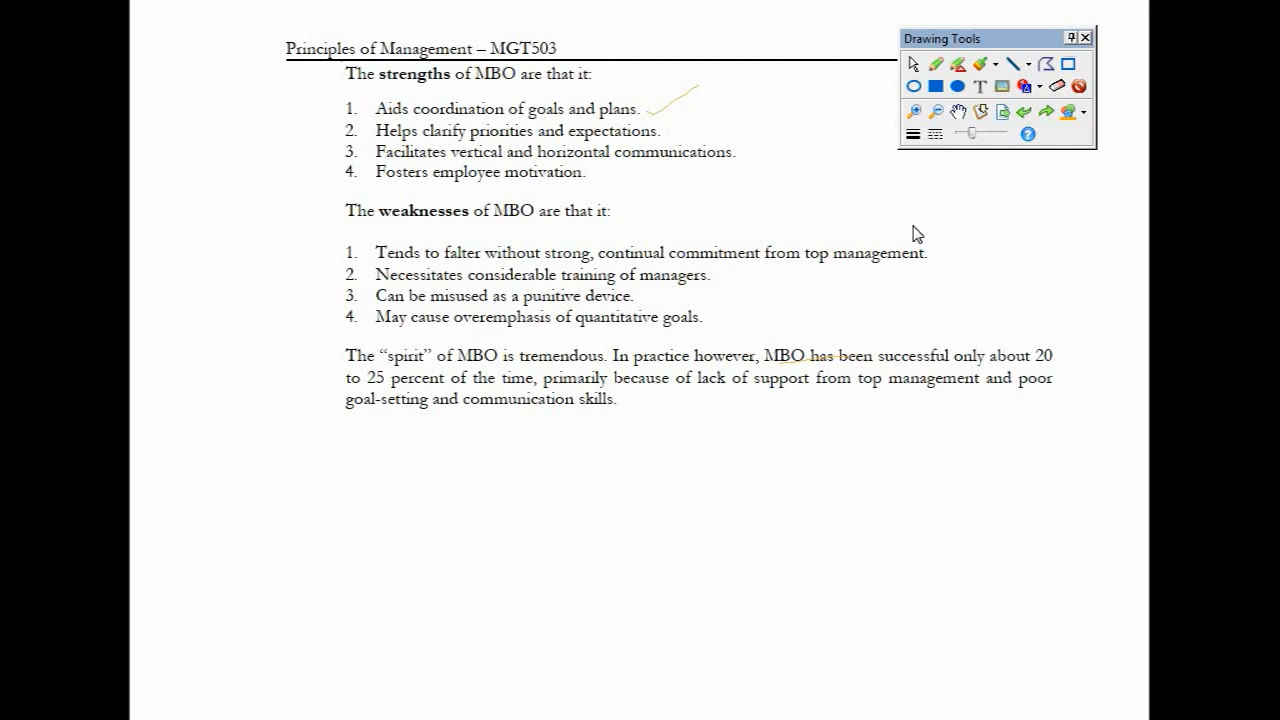 Principles of Management – MGT503
Drawing Tools
The strengths of MBO are that it:
1. Aids coordination of goals and plans.
2. Helps clarify priorities and expectations.
3. Facilitates vertical and horizontal communications.
4. Fosters employee motivation.
The weaknesses of MBO are that it:
1. Tends to falter without strong, continual commitment from top management.
2. Necessitates considerable training of managers.
3. Can be misused as a punitive device.
4. May cause overemphasis of quantitative goals.
The “spirit” of MBO is tremendous. In practice however, MBO has been successful only about 20
to 25 percent of the time, primarily because of lack of support from top management and poor
goal-setting and communication skills.